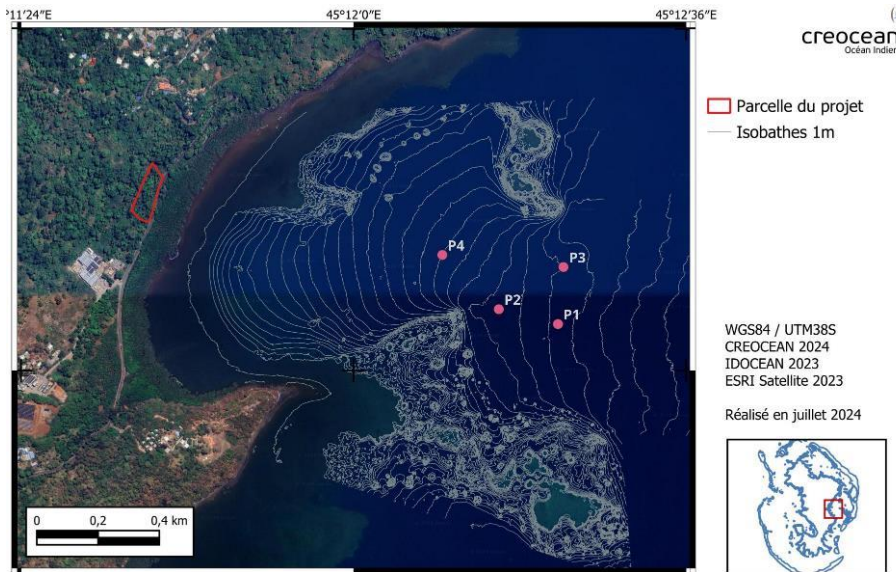 °11'24"
45°12'0"
45°12'36"
creocean
Océan Indien
Parcelle du projet
Isobathes 1m
P4
P3
P2
P1
WGS84 / UTM38S
CREOCEAN 2024
IDOCEAN 2023
ESRI Satellite 2023
Réalisé en juillet 2024
0 0,2 0,4 km